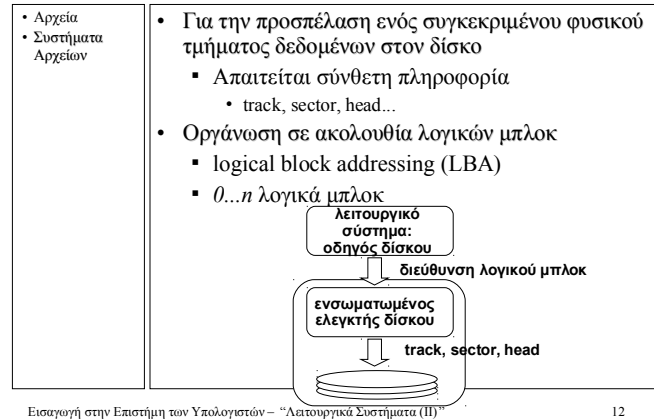 • Αρχεία
• Συστήματα
Αρχείων
• Για την προσπέλαση ενός συγκεκριμένου φυσικού
τμήματος δεδομένων στον δίσκο
▪ Απαιτείται σύνθετη πληροφορία
• track, sector, head...
• Οργάνωση σε ακολουθία λογικών μπλοκ
▪ logical block addressing (LBA)
▪ 0...n λογικά μπλοκ
λειτουργικό
σύστημα:
οδηγός δίσκου
διεύθυνση λογικού μπλοκ
ενσωματωμένος
ελεγκτής δίσκου
track, sector, head
Εισαγωγή στην Επιστήμη των Υπολογιστών – “Λειτουργικά Συστήματα (ΙΙ)” 12